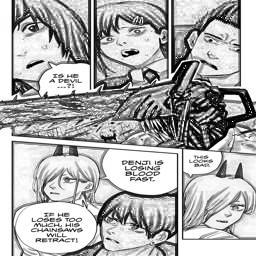 IS HE
A DEVIL
...?!
THIS
LOOKS
BAD.
DENJI IS
LOSING
BLOOD
FAST.
IF HE
LOSES TOO
MUCH, HIS
CHAINSAWS
WILL
RETRACT!